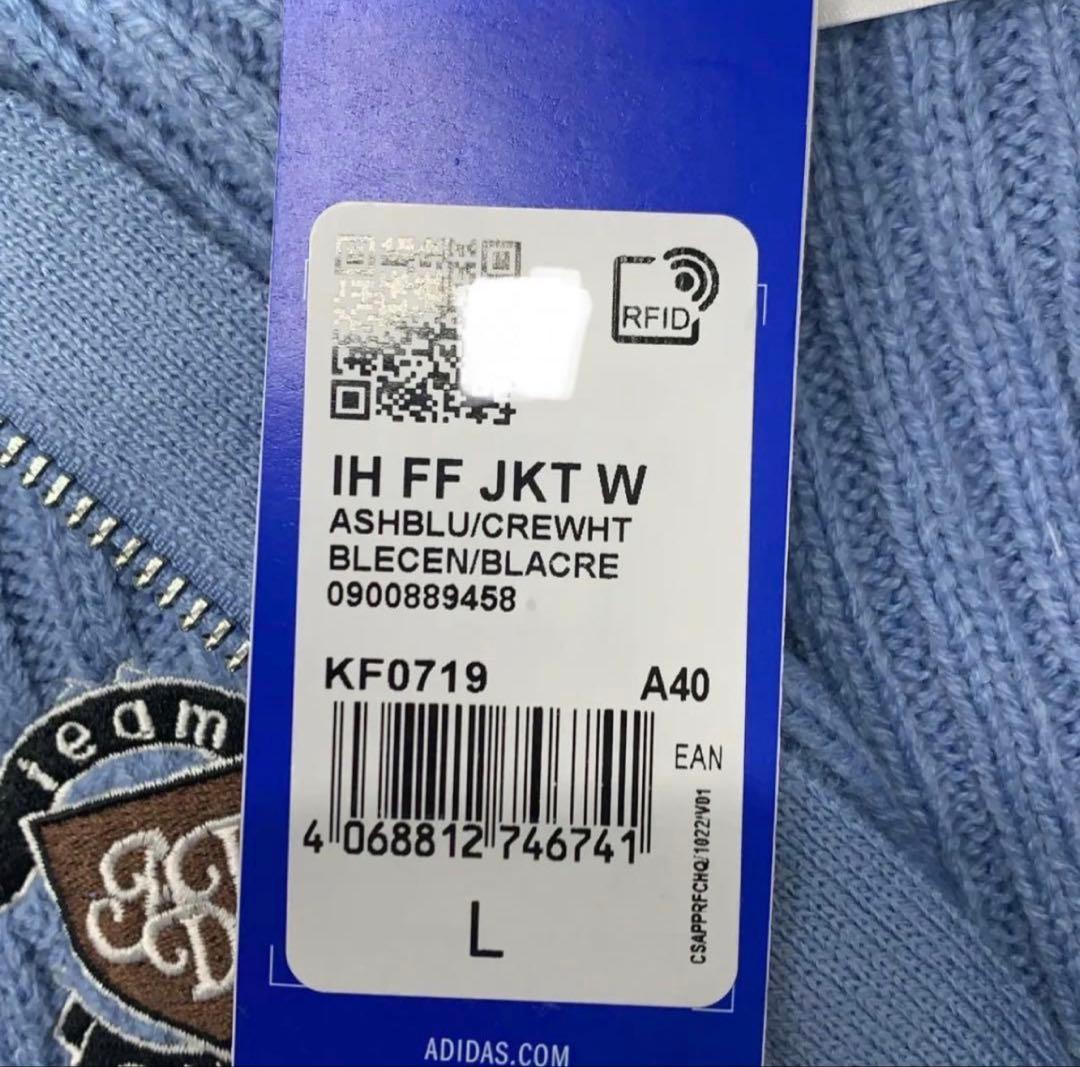 RFID
IH FF JKT W
ASHBLU/CREWHT
BLECEN/BLACRE
0900889458
KF0719 A40
EAN
4 068812 746741
CSAPPRFCHQ/1022/V01
L
ADIDAS.COM
team